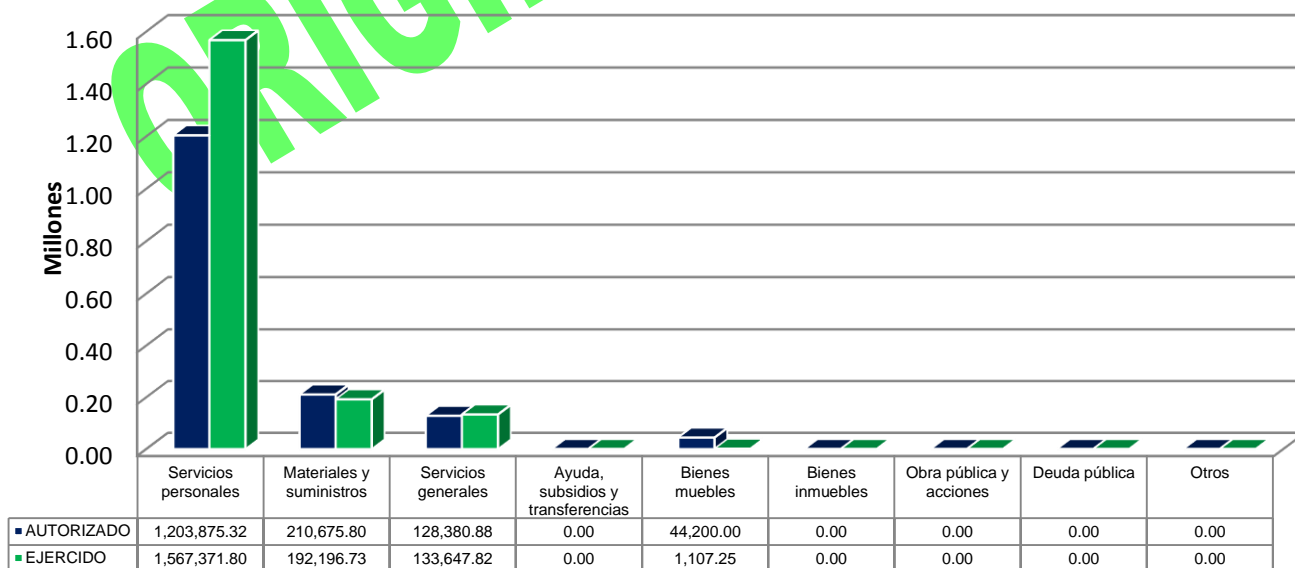 ORIG
1.60
1.40
1.20
1.00
0.80
0.60
0.40
0.20
0.00
Millones
Servicios personales
Materiales y suministros
Servicios generales
Ayuda, subsidios y transferencias
Bienes muebles
Bienes inmuebles
Obra pública y acciones
Deuda pública
Otros
AUTORIZADO 1,203,875.32 210,675.80 128,380.88 0.00 44,200.00 0.00 0.00 0.00 0.00
EJERCIDO 1,567,371.80 192,196.73 133,647.82 0.00 1,107.25 0.00 0.00 0.00 0.00